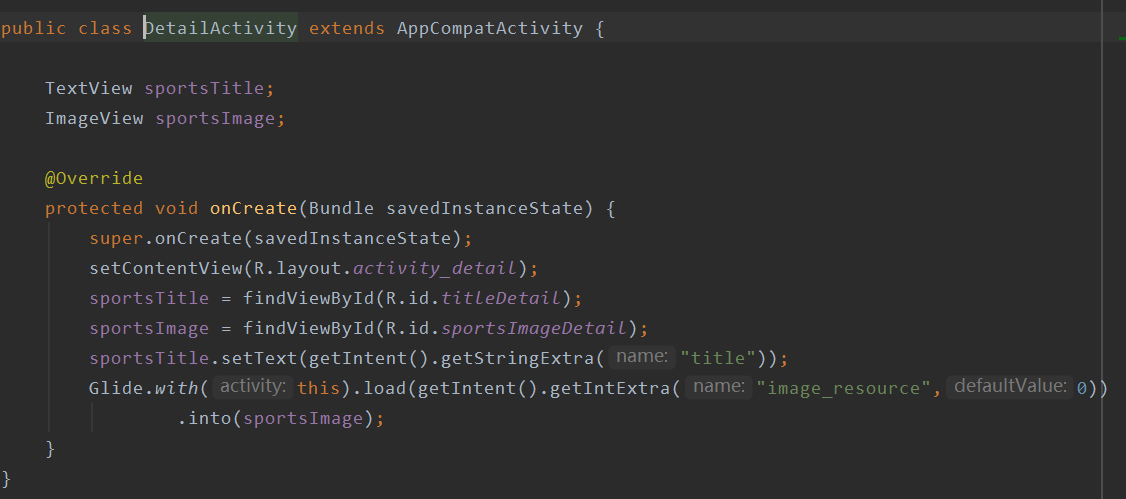 public class DetailActivity extends AppCompatActivity {
TextView sportsTitle;
ImageView sportsImage;
@Override
protected void onCreate(Bundle savedInstanceState) {
super.onCreate(savedInstanceState);
setContentView(R.layout.activity_detail);
sportsTitle = findViewById(R.id.titleDetail);
sportsImage = findViewById(R.id.sportsImageDetail);
sportsTitle.setText(getIntent().getStringExtra( name: "title"));
Glide.with( activity: this).load(getIntent().getIntExtra( name: "image_resource", defaultValue: 0))
.into(sportsImage);
}
}